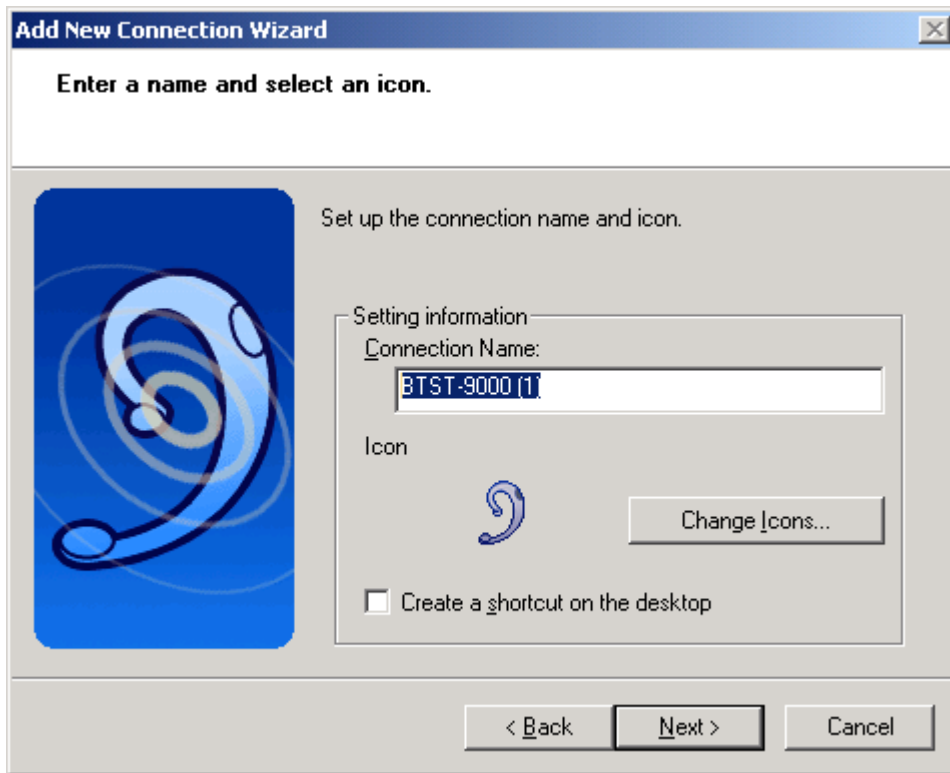 Add New Connection Wizard
Enter a name and select an icon.
Set up the connection name and icon.
Setting information
Connection Name:
BTST-9000 (1)
Icon
Change Icons...
Create a shortcut on the desktop
< Back
Next >
Cancel